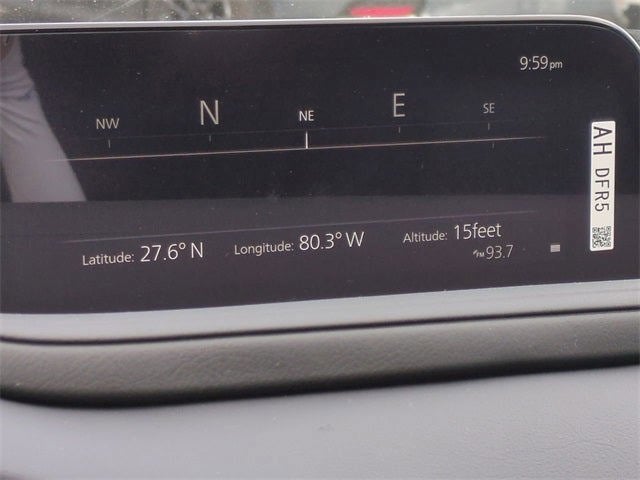 9:59pm
NW N NE E SE
AH DFR5
Latitude: 27.6° N Longitude: 80.3° W Altitude: 15feet
FM 93.7